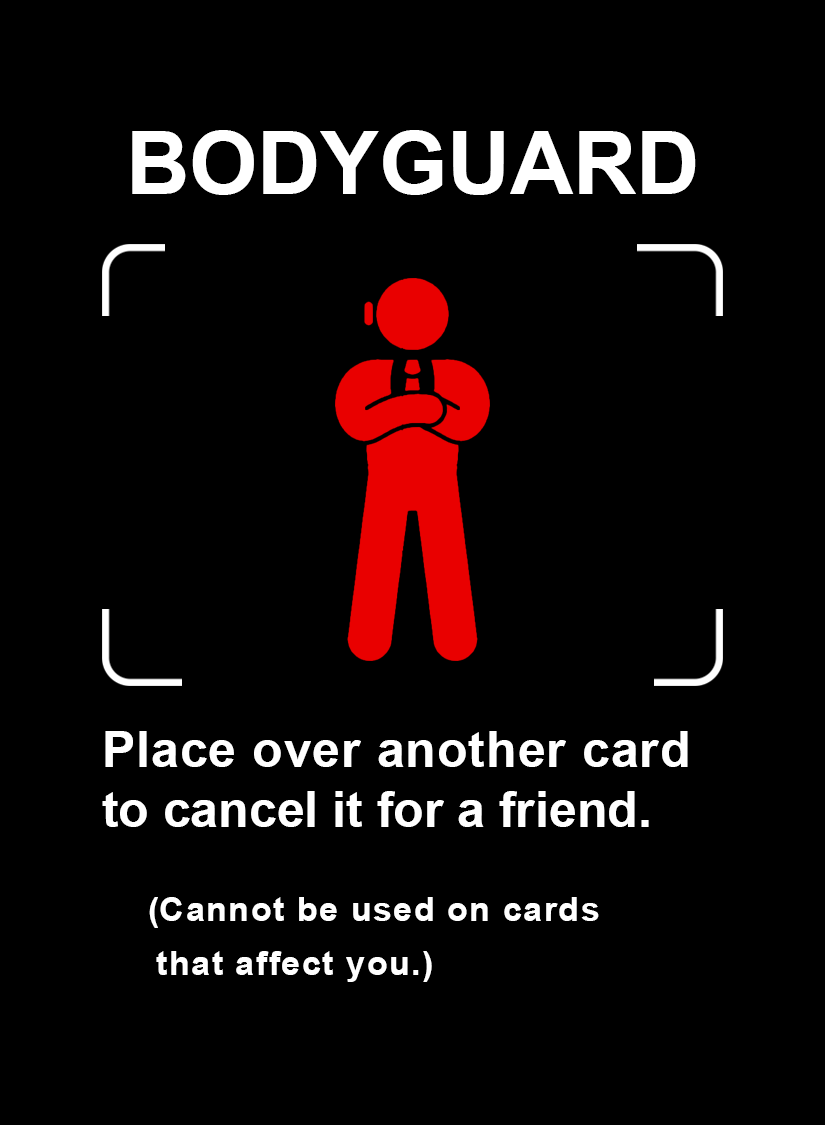 BODYGUARD
Place over another card
to cancel it for a friend.
(Cannot be used on cards
that affect you.)